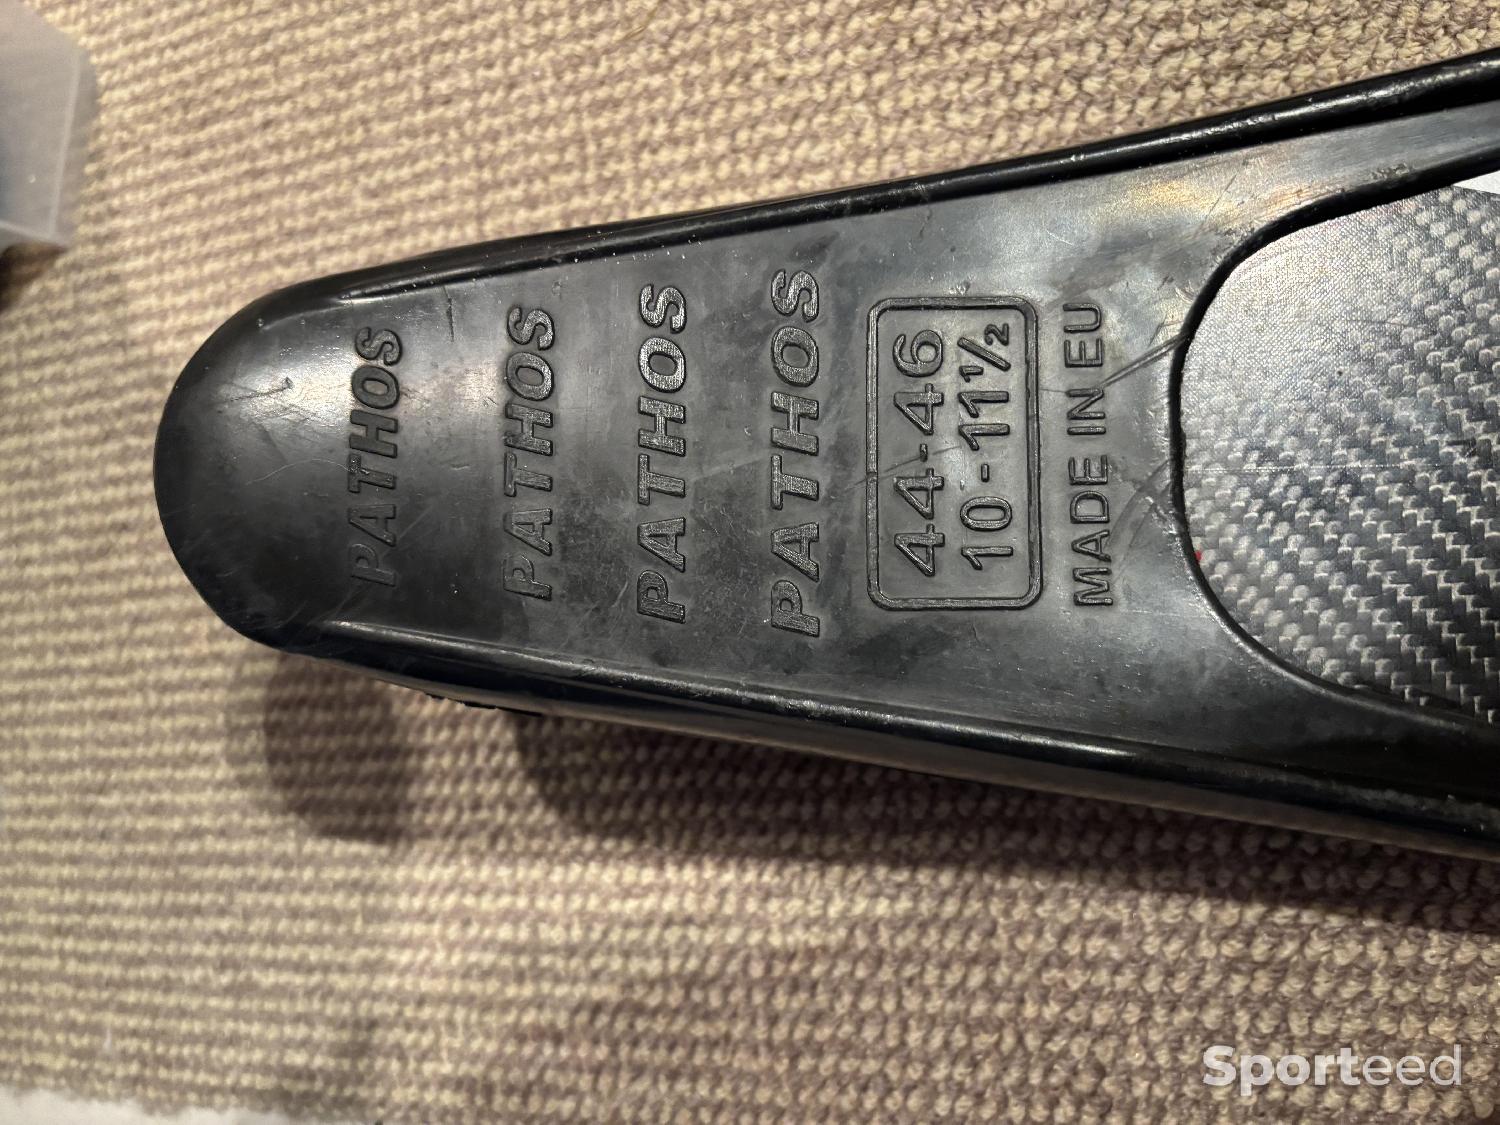 PATHOS
PATHOS
PATHOS
PATHOS
44-46
10-11½
MADE IN EU
Sporteed